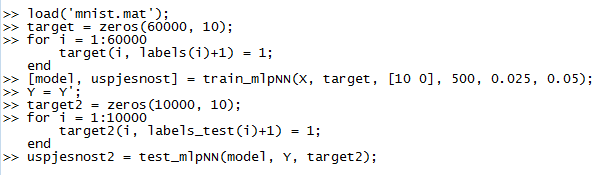 >> load('mnist.mat');
>> target = zeros(60000, 10);
>> for i = 1:60000
target(i, labels(i)+1) = 1;
end
>> [model, uspjesnost] = train_mlpNN(X, target, [10 0], 500, 0.025, 0.05);
>> Y = Y';
>> target2 = zeros(10000, 10);
>> for i = 1:10000
target2(i, labels_test(i)+1) = 1;
end
>> uspjesnost2 = test_mlpNN(model, Y, target2);